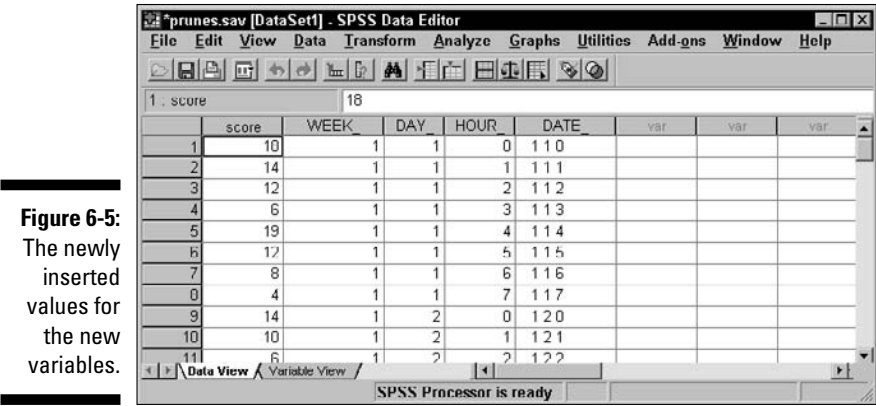 *prunes.sav [DataSet1] - SPSS Data Editor
File Edit View Data Transform Analyze Graphs Utilities Add-ons Window Help
1 : score 18
score WEEK_ DAY_ HOUR_ DATE_ var var var
1 18 1 1 0 1 1 0
2 14 1 1 1 1 1 1
3 12 1 1 2 1 1 2
4 6 1 1 3 1 1 3
5 19 1 1 4 1 1 4
6 12 1 1 5 1 1 5
7 8 1 1 6 1 1 6
8 4 1 1 7 1 1 7
9 14 1 2 0 1 2 0
10 10 1 2 1 1 2 1
11 6 1 2 2 1 2 2
Data View Variable View
SPSS Processor is ready
Figure 6-5:
The newly
inserted
values for
the new
variables.